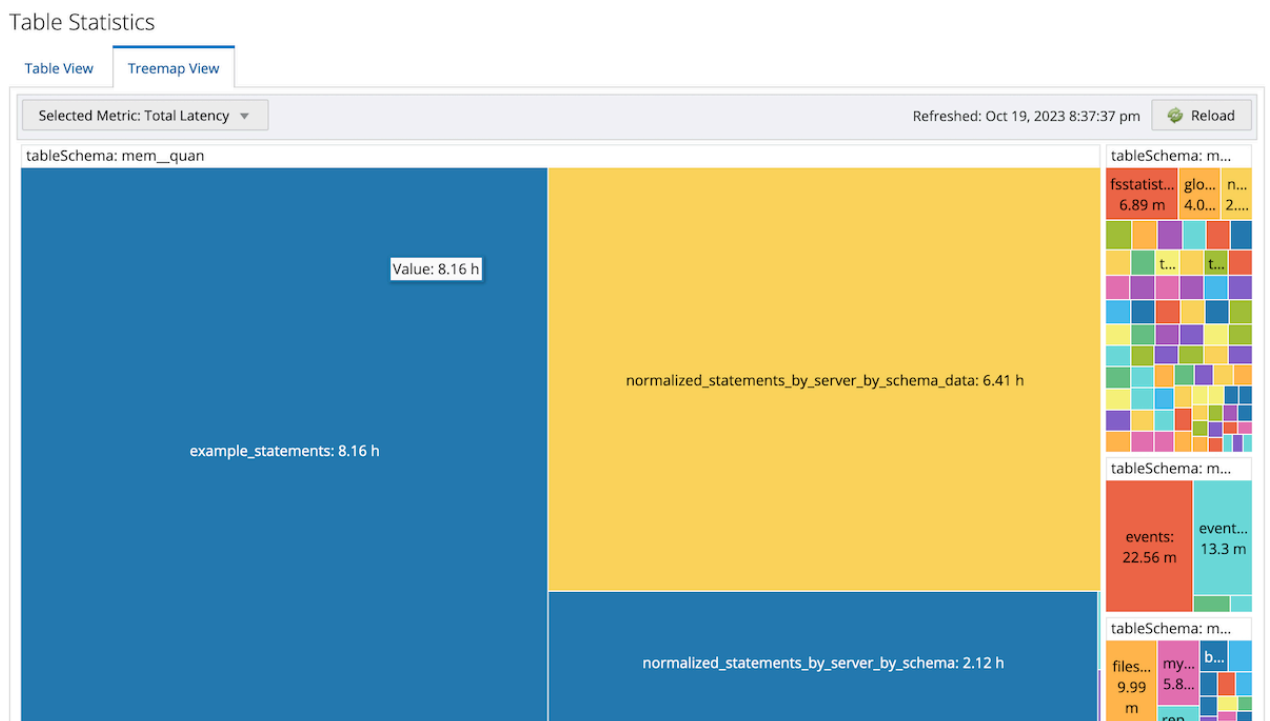 Table Statistics
Table View
Treemap View
Selected Metric: Total Latency
Refreshed: Oct 19, 2023 8:37:37 pm
Reload
tableSchema: mem__quan
Value: 8.16 h
example_statements: 8.16 h
normalized_statements_by_server_by_schema_data: 6.41 h
normalized_statements_by_server_by_schema: 2.12 h
tableSchema: m...
fsstatist...
6.89 m
glo...
4.0...
n...
2....
t...
t...
tableSchema: m...
events:
22.56 m
event...
13.3 m
tableSchema: m...
files...
9.99
m
my...
5.8...
b...